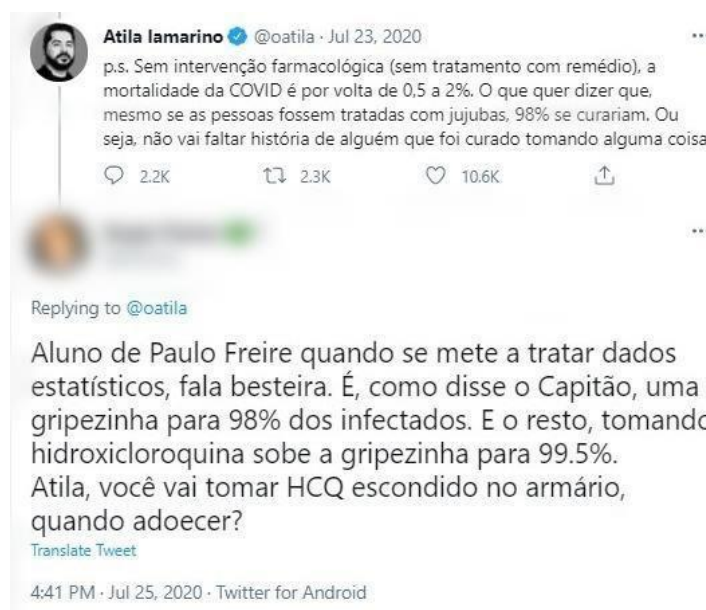 Atila Iamarino @oatila · Jul 23, 2020
p.s. Sem intervenção farmacológica (sem tratamento com remédio), a
mortalidade da COVID é por volta de 0,5 a 2%. O que quer dizer que,
mesmo se as pessoas fossem tratadas com jujubas, 98% se curariam. Ou
seja, não vai faltar história de alguém que foi curado tomando alguma coisa
2.2K 2.3K 10.6K
Replying to @oatila
Aluno de Paulo Freire quando se mete a tratar dados
estatísticos, fala besteira. É, como disse o Capitão, uma
gripezinha para 98% dos infectados. E o resto, tomando
hidroxicloroquina sobe a gripezinha para 99.5%.
Atila, você vai tomar HCQ escondido no armário,
quando adoecer?
Translate Tweet
4:41 PM · Jul 25, 2020 · Twitter for Android